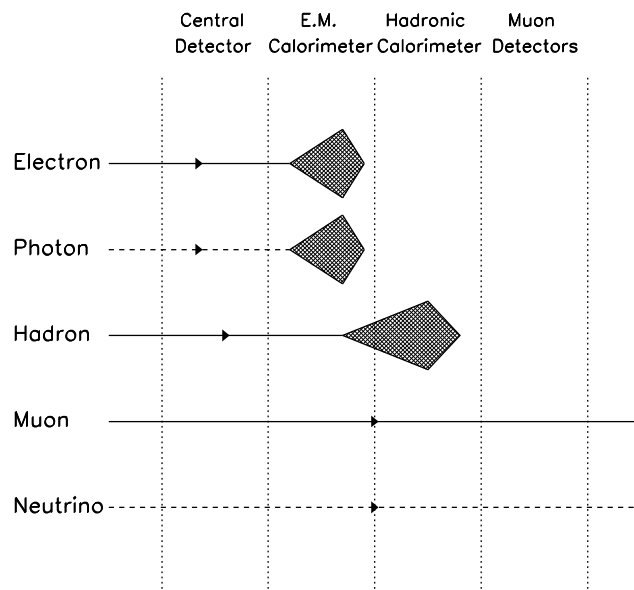 Central E.M. Hadronic Muon
Detector Calorimeter Calorimeter Detectors
Electron
Photon
Hadron
Muon
Neutrino